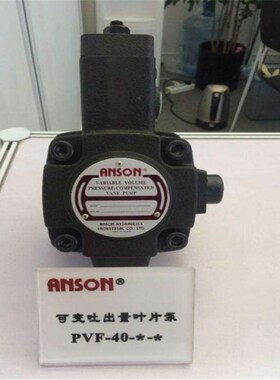 ANSON®
VARIABLE VOLUME
PRESSURE-COMPENSATED
VANE PUMP
ANSON®
可变吐出量叶片泵
PVF-40-*-*